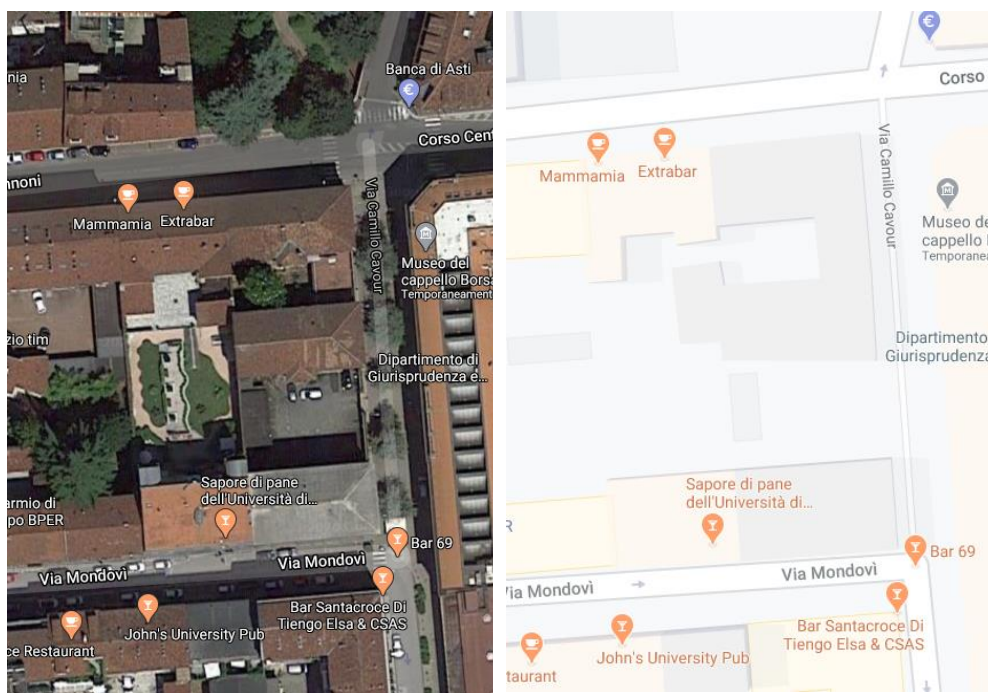 nia
Banca di Asti
€
Corso Cent
nnoni
Via Camillo Cavour
Mammamia
Extrabar
Museo del
cappello Borsa
Temporaneament
zio tim
Dipartimento di
Giurisprudenza e...
Sapore di pane
dell'Università di...
armio di
po BPER
Bar 69
Via Mondovì
Via Mondovì
Bar Santacroce Di
Tiengo Elsa & CSAS
John's University Pub
ce Restaurant
€
Corso
Via Camillo Cavour
Mammamia
Extrabar
M
Museo de
cappello
Temporanea
Dipartimento
Giurisprudenza
Sapore di pane
dell'Università di...
R
Bar 69
Via Mondovì
Via Mondovì
Bar Santacroce Di
Tiengo Elsa & CSAS
John's University Pub
taurant